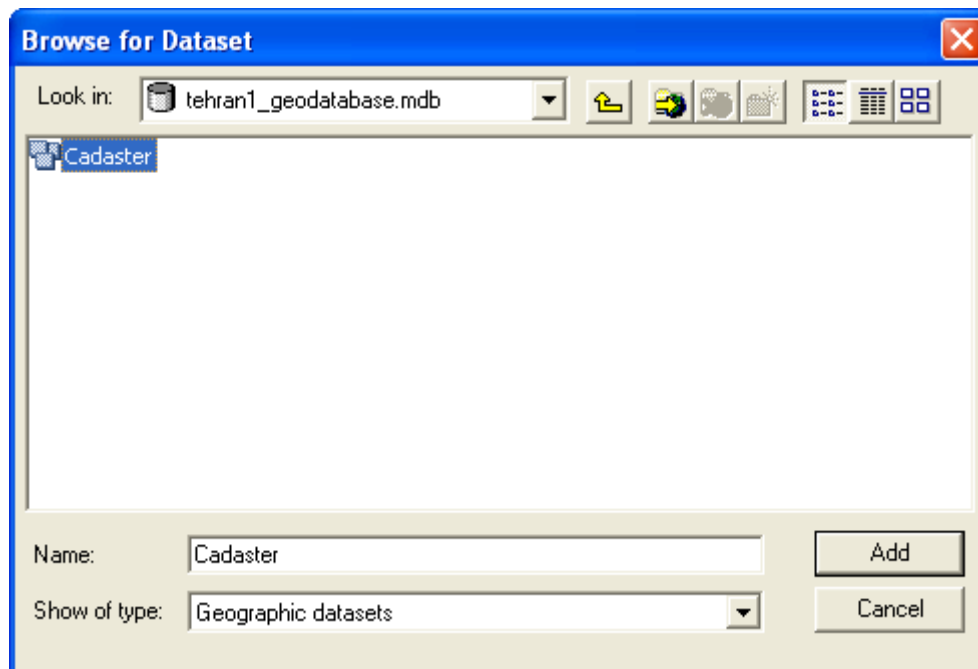 Browse for Dataset
Look in: tehran1_geodatabase.mdb
Cadaster
Name: Cadaster Add
Show of type: Geographic datasets Cancel